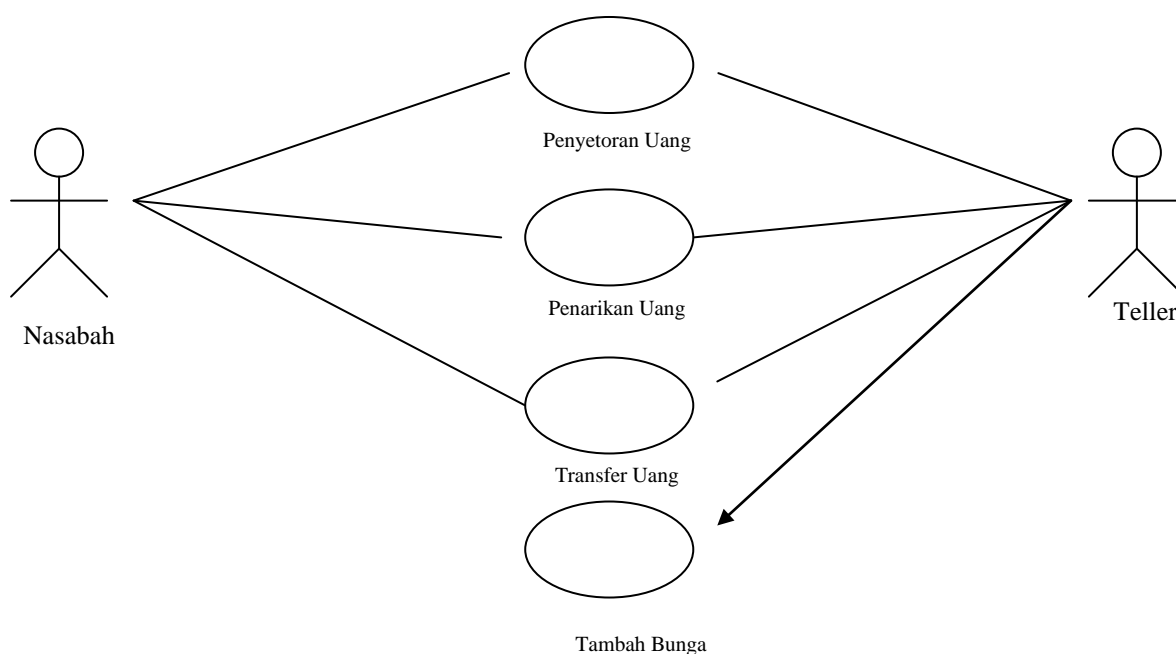 Penyetoran Uang
Penarikan Uang
Nasabah
Teller
Transfer Uang
Tambah Bunga